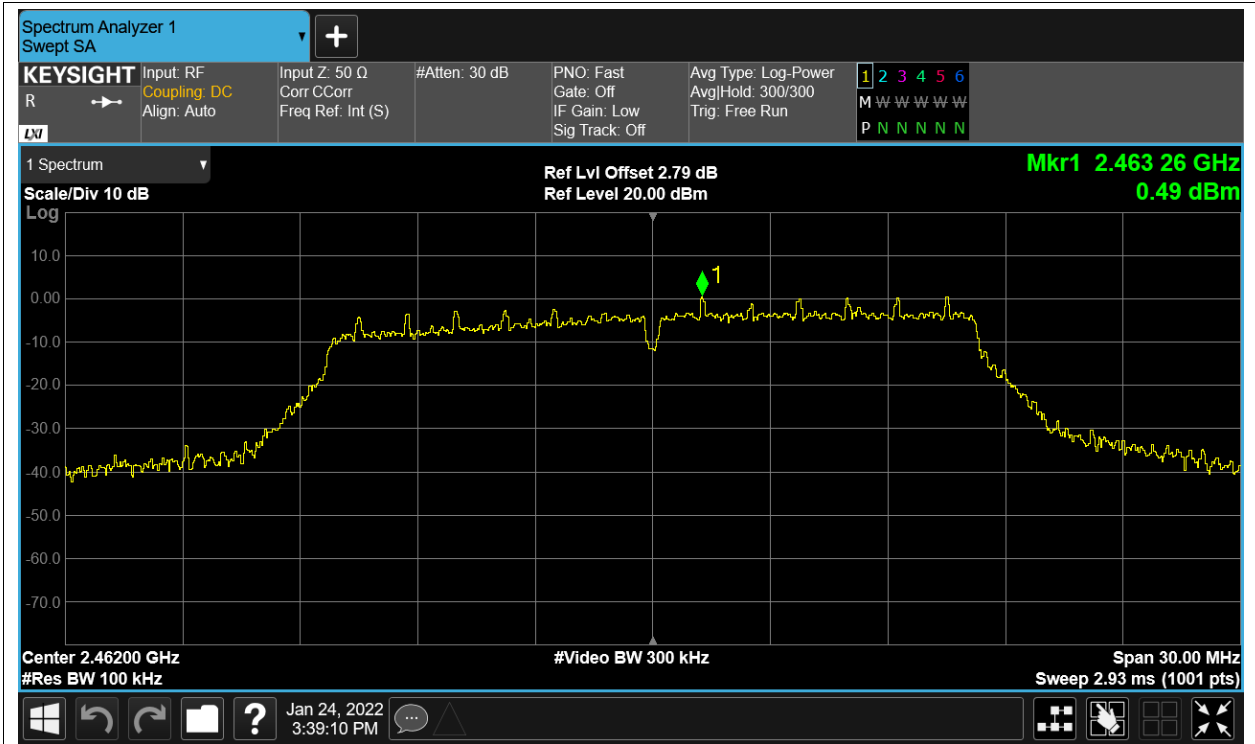 Spectrum Analyzer 1
Swept SA
+
KEYSIGHT
R
LXI
Input: RF
Coupling: DC
Align: Auto
Input Z: 50 Ω
Corr CCorr
Freq Ref: Int (S)
#Atten: 30 dB
PNO: Fast
Gate: Off
IF Gain: Low
Sig Track: Off
Avg Type: Log-Power
Avg|Hold: 300/300
Trig: Free Run
1 2 3 4 5 6
M W W W W W
P N N N N N
1 Spectrum
Scale/Div 10 dB
Log
Ref Lvl Offset 2.79 dB
Ref Level 20.00 dBm
Mkr1 2.463 26 GHz
0.49 dBm
10.0
0.00
-10.0
-20.0
-30.0
-40.0
-50.0
-60.0
-70.0
1
Center 2.46200 GHz
#Res BW 100 kHz
#Video BW 300 kHz
Span 30.00 MHz
Sweep 2.93 ms (1001 pts)
?
Jan 24, 2022
3:39:10 PM